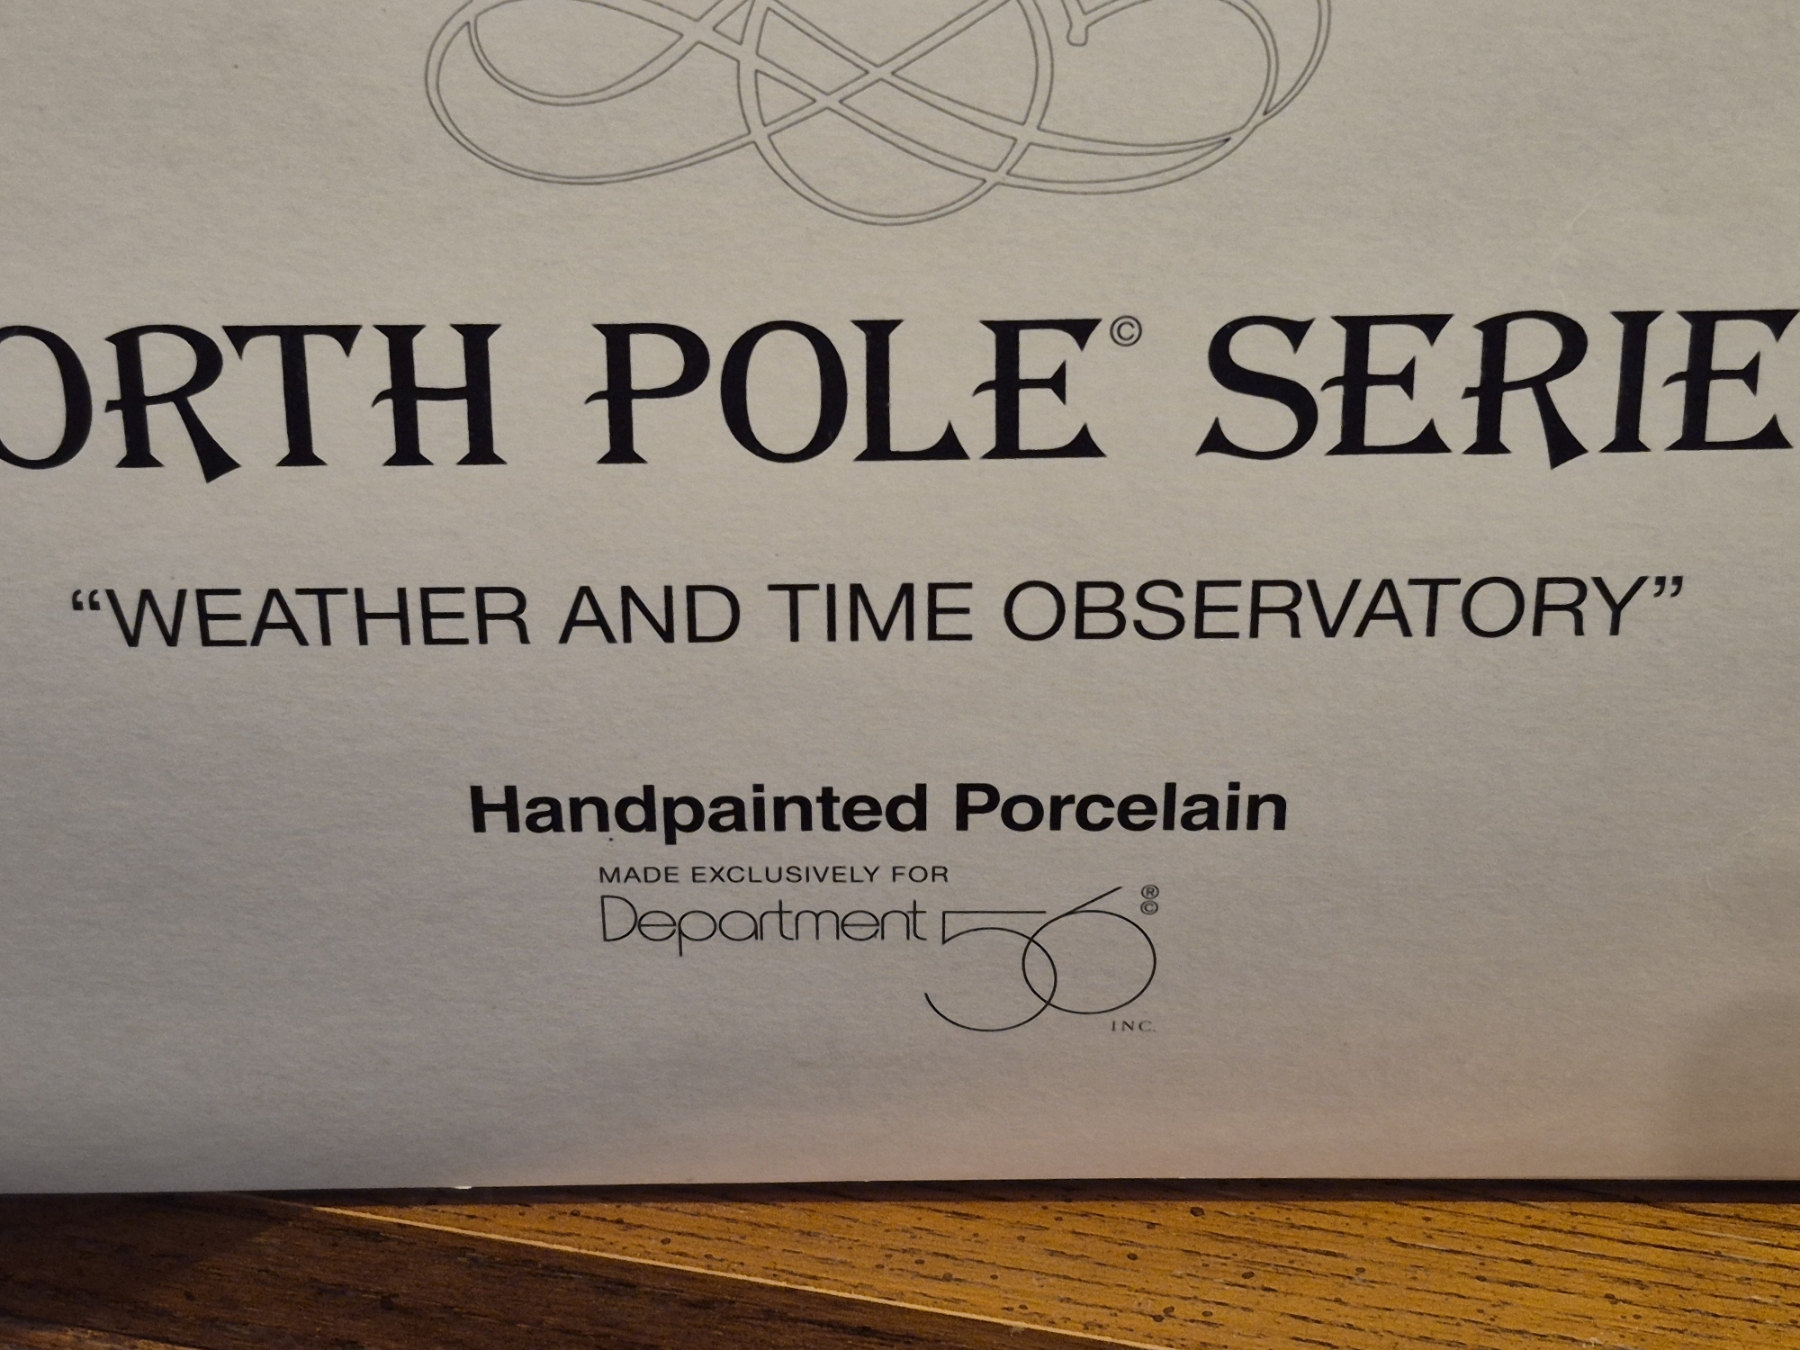 ORTH POLE© SERIE
“WEATHER AND TIME OBSERVATORY”
Handpainted Porcelain
MADE EXCLUSIVELY FOR
Department 56®©
INC.